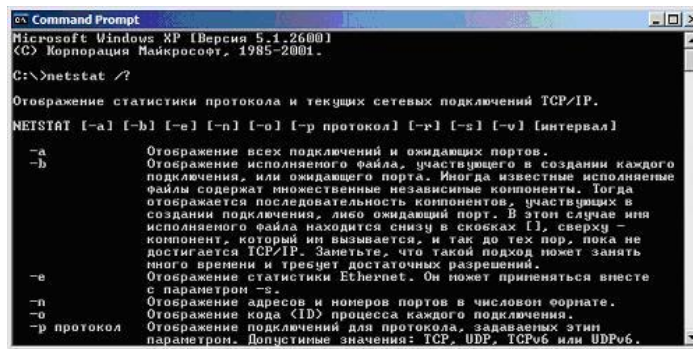 Command Prompt
Microsoft Windows XP [Версия 5.1.2600]
(C) Корпорация Майкрософт, 1985-2001.
C:\>netstat /?
Отображение статистики протокола и текущих сетевых подключений TCP/IP.
NETSTAT [-a] [-b] [-e] [-n] [-o] [-p протокол] [-r] [-s] [-v] [интервал]
-a Отображение всех подключений и ожидающих портов.
-b Отображение исполняемого файла, участвующего в создании каждого
подключения, или ожидающего порта. Иногда известные исполняемые
файлы содержат множественные независимые компоненты. Тогда
отображается последовательность компонентов, участвующих в
создании подключения, либо ожидающий порт. В этом случае имя
исполняемого файла находится снизу в скобках [], сверху -
компонент, который им вызывается, и так до тех пор, пока не
достигается TCP/IP. Заметьте, что такой подход может занять
много времени и требует достаточных разрешений.
-e Отображение статистики Ethernet. Он может применяться вместе
с параметром -s.
-n Отображение адресов и номеров портов в числовом формате.
-o Отображение кода (ID) процесса каждого подключения.
-p протокол Отображение подключений для протокола, задаваемых этим
параметром. Допустимые значения: TCP, UDP, TCPv6 или UDPv6.